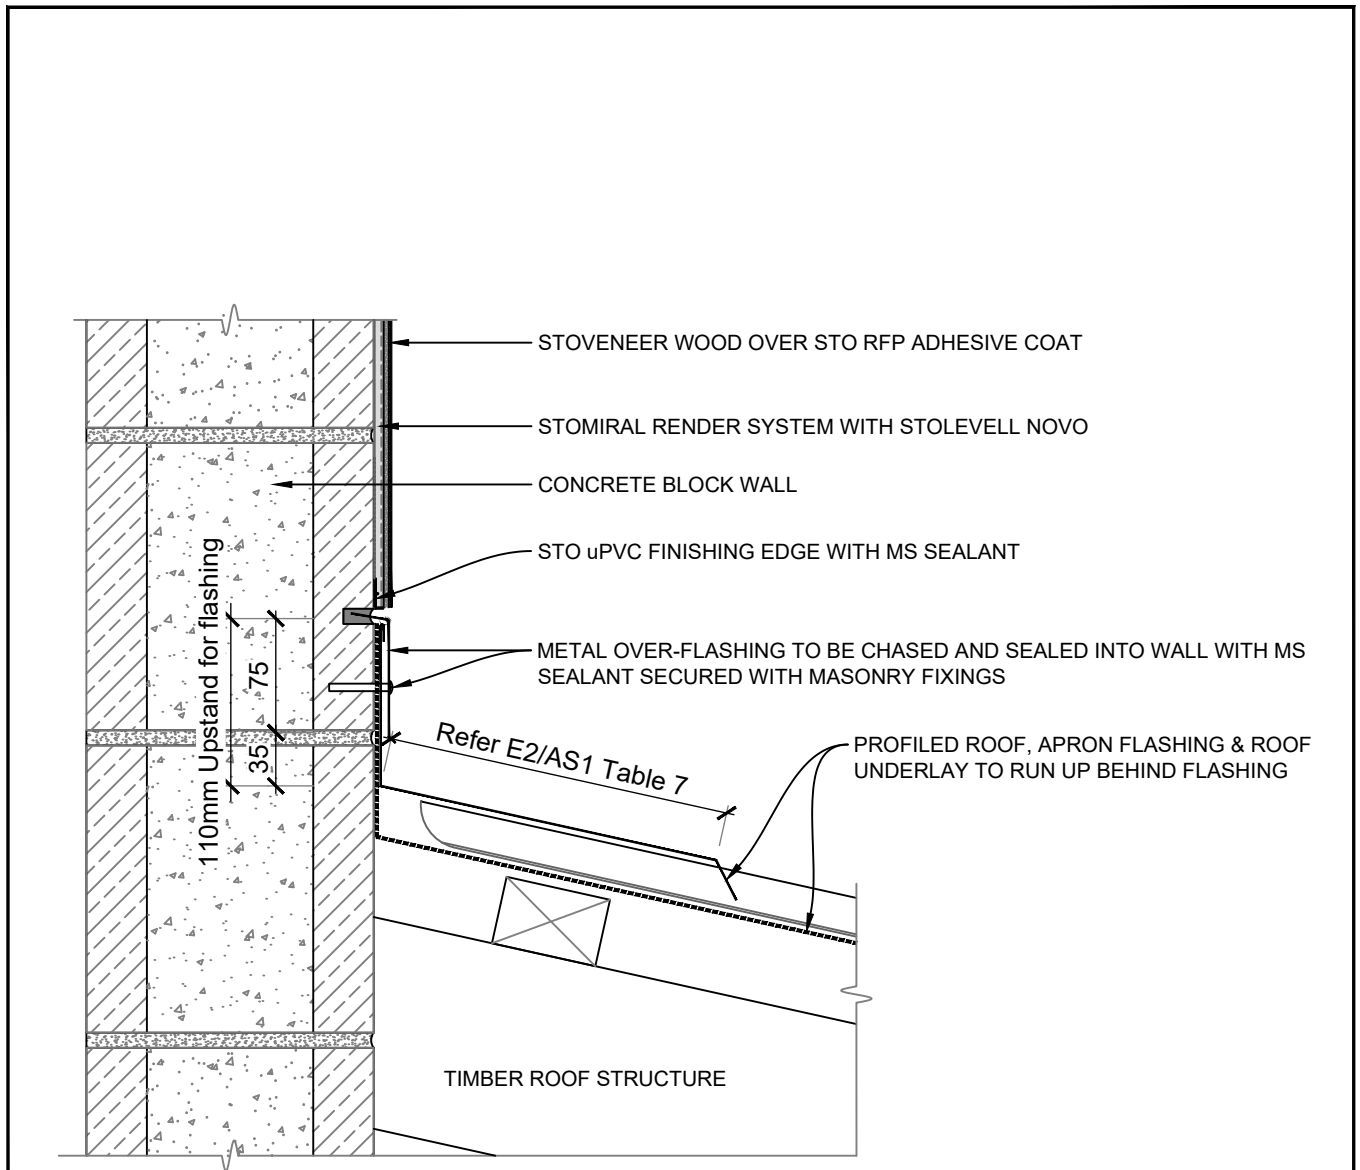 STOVENEER WOOD OVER STO RFP ADHESIVE COAT
STOMIRAL RENDER SYSTEM WITH STOLEVELL NOVO
CONCRETE BLOCK WALL
STO uPVC FINISHING EDGE WITH MS SEALANT
110mm Upstand for flashing
75
35
METAL OVER-FLASHING TO BE CHASED AND SEALED INTO WALL WITH MS
SEALANT SECURED WITH MASONRY FIXINGS
Refer E2/AS1 Table 7
PROFILED ROOF, APRON FLASHING & ROOF
UNDERLAY TO RUN UP BEHIND FLASHING
TIMBER ROOF STRUCTURE